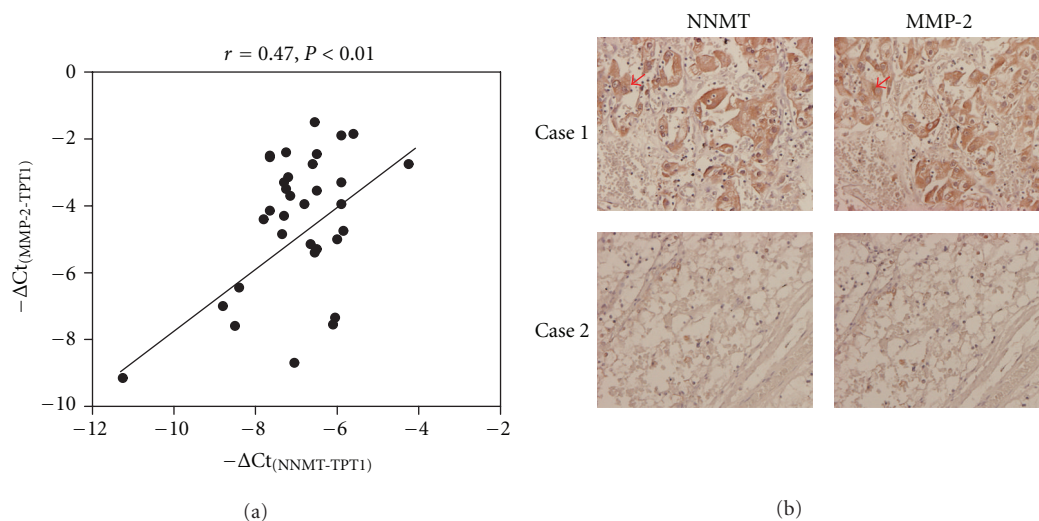 r = 0.47, P < 0.01
0
−2
−4
−6
−8
−10
−12
−10
−8
−6
−4
−2
−ΔCt(MMP-2-TPT1)
−ΔCt(NNMT-TPT1)
(a)
NNMT
MMP-2
Case 1
Case 2
(b)